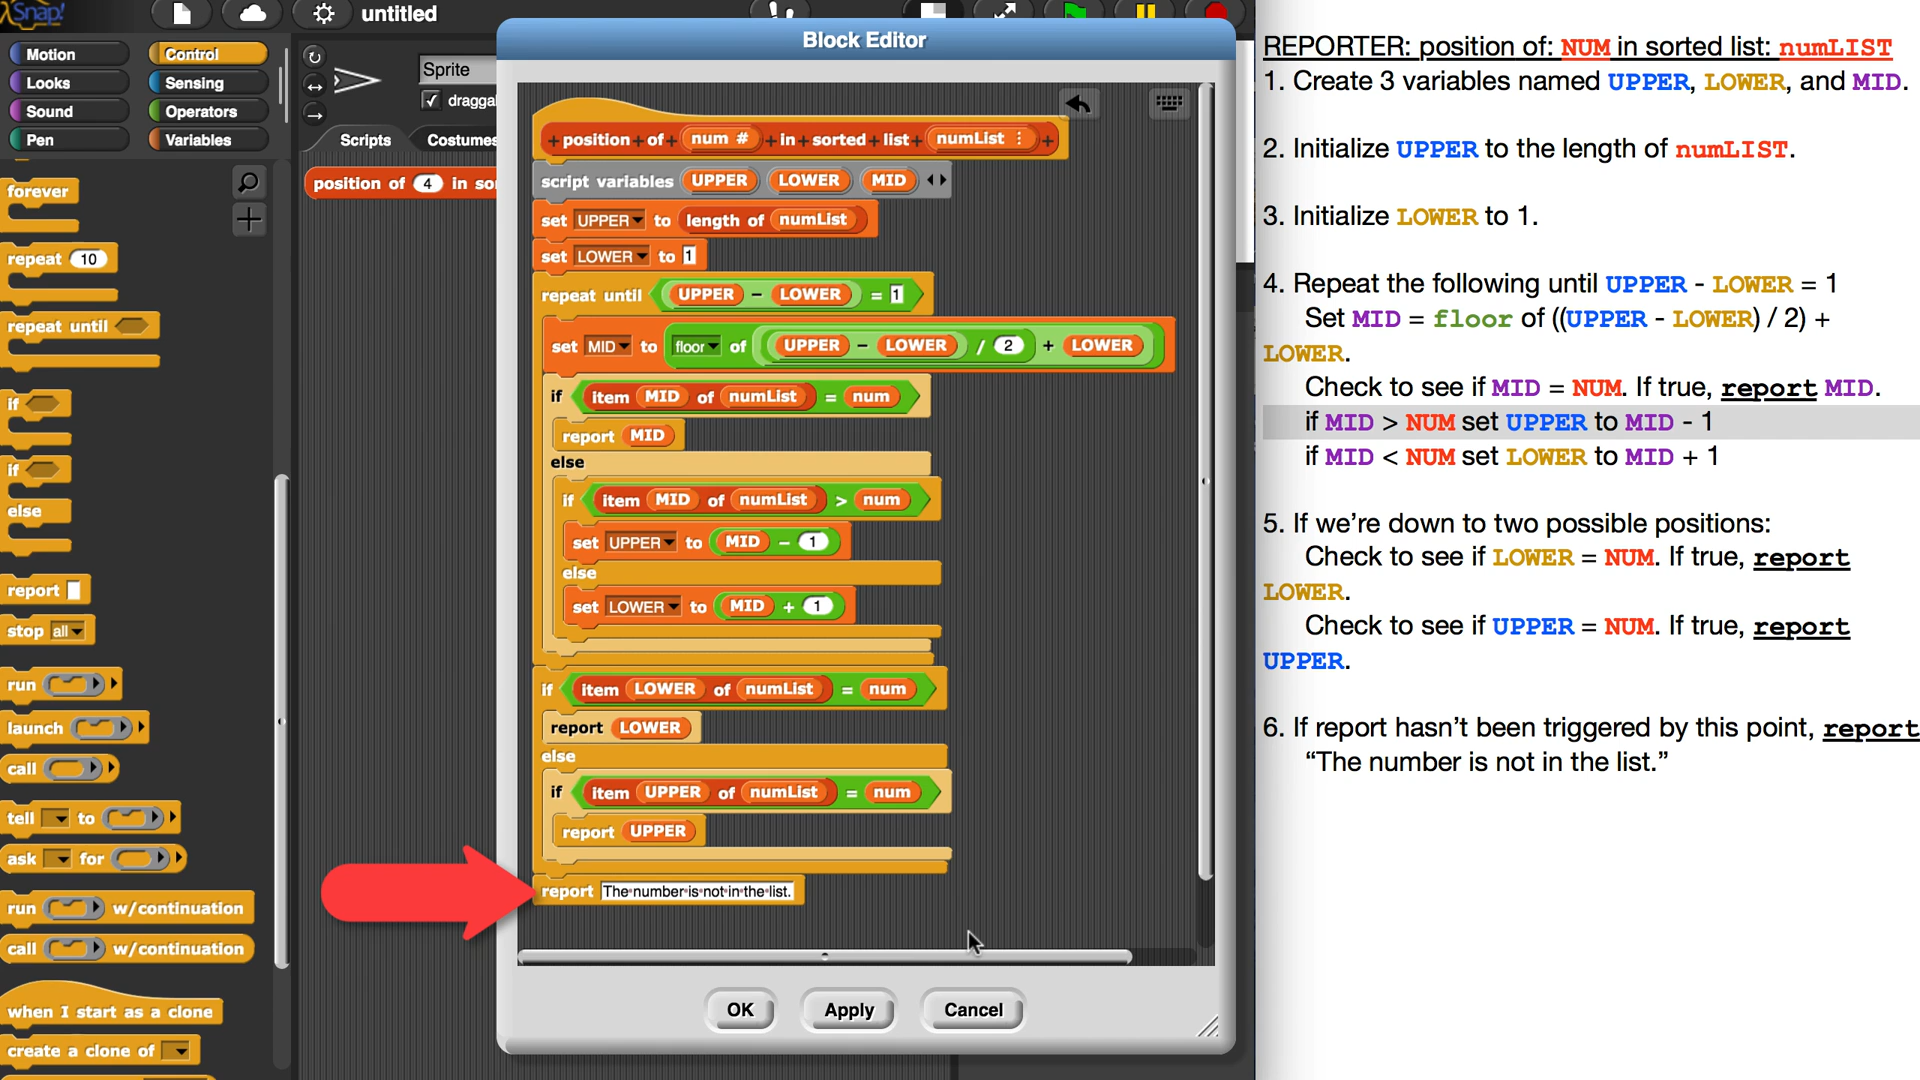 Snap!
untitled
Motion
Control
Looks
Sensing
Sound
Operators
Pen
Variables
forever
repeat 10
repeat until
if
if
else
report
stop all
run
launch
call
tell to
ask for
run w/continuation
call w/continuation
when I start as a clone
create a clone of
Sprite
dragga
Scripts
Costumes
position of 4 in so
Block Editor
+ position + of + num # + in + sorted + list + numList ⋮ +
script variables UPPER LOWER MID
set UPPER to length of numList
set LOWER to 1
repeat until UPPER - LOWER = 1
set MID to floor of UPPER - LOWER / 2 + LOWER
if item MID of numList = num
report MID
else
if item MID of numList > num
set UPPER to MID - 1
else
set LOWER to MID + 1
if item LOWER of numList = num
report LOWER
else
if item UPPER of numList = num
report UPPER
report The·number·is·not·in·the·list.
OK
Apply
Cancel
REPORTER: position of: NUM in sorted list: numLIST
1. Create 3 variables named UPPER, LOWER, and MID.
2. Initialize UPPER to the length of numLIST.
3. Initialize LOWER to 1.
4. Repeat the following until UPPER - LOWER = 1
Set MID = floor of ((UPPER - LOWER) / 2) +
LOWER.
Check to see if MID = NUM. If true, report MID.
if MID > NUM set UPPER to MID - 1
if MID < NUM set LOWER to MID + 1
5. If we're down to two possible positions:
Check to see if LOWER = NUM. If true, report
LOWER.
Check to see if UPPER = NUM. If true, report
UPPER.
6. If report hasn't been triggered by this point, report
“The number is not in the list.”